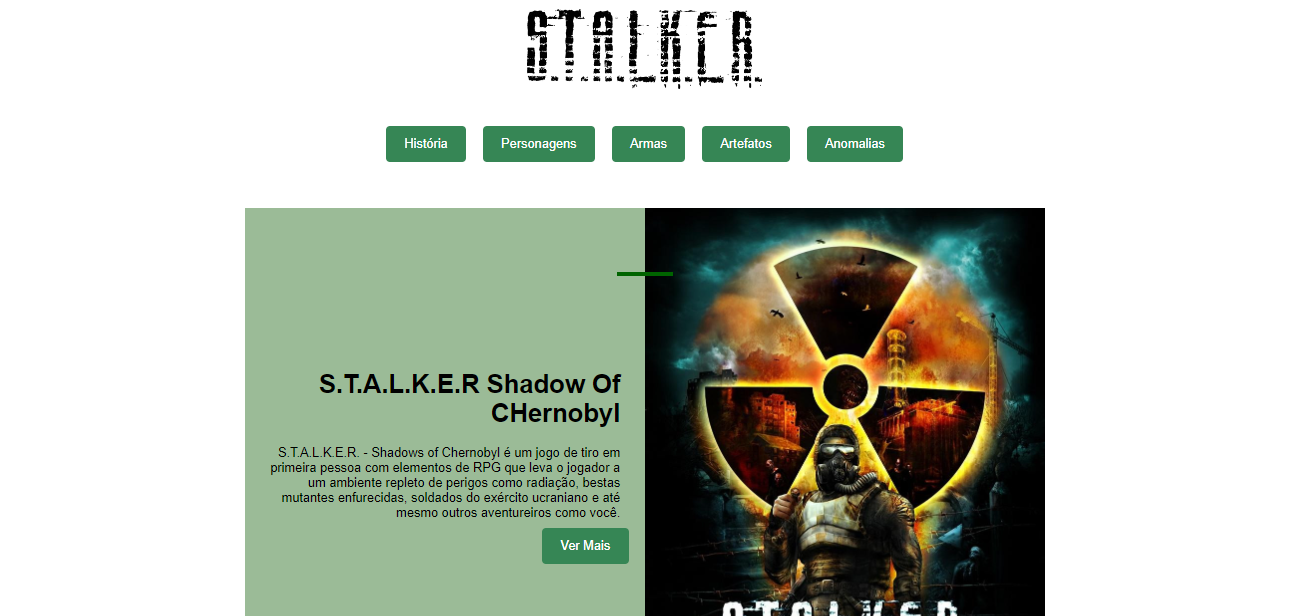 S.T.A.L.K.E.R.
História Personagens Armas Artefatos Anomalias
S.T.A.L.K.E.R Shadow Of
CHernobyl
S.T.A.L.K.E.R. - Shadows of Chernobyl é um jogo de tiro em
primeira pessoa com elementos de RPG que leva o jogador a
um ambiente repleto de perigos como radiação, bestas
mutantes enfurecidas, soldados do exército ucraniano e até
mesmo outros aventureiros como você.
Ver Mais
S.T.A.L.K.E.R